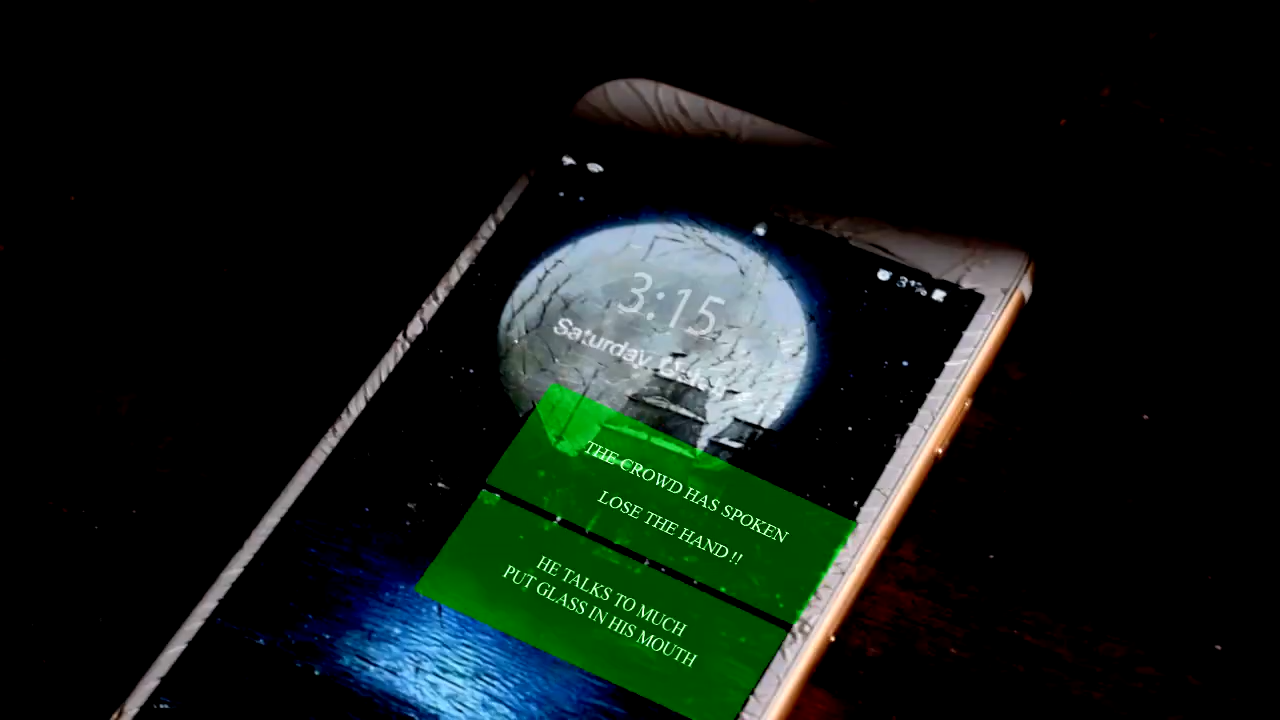 31%
3:15
Saturday,
THE CROWD HAS SPOKEN
LOSE THE HAND !!
HE TALKS TO MUCH
PUT GLASS IN HIS MOUTH